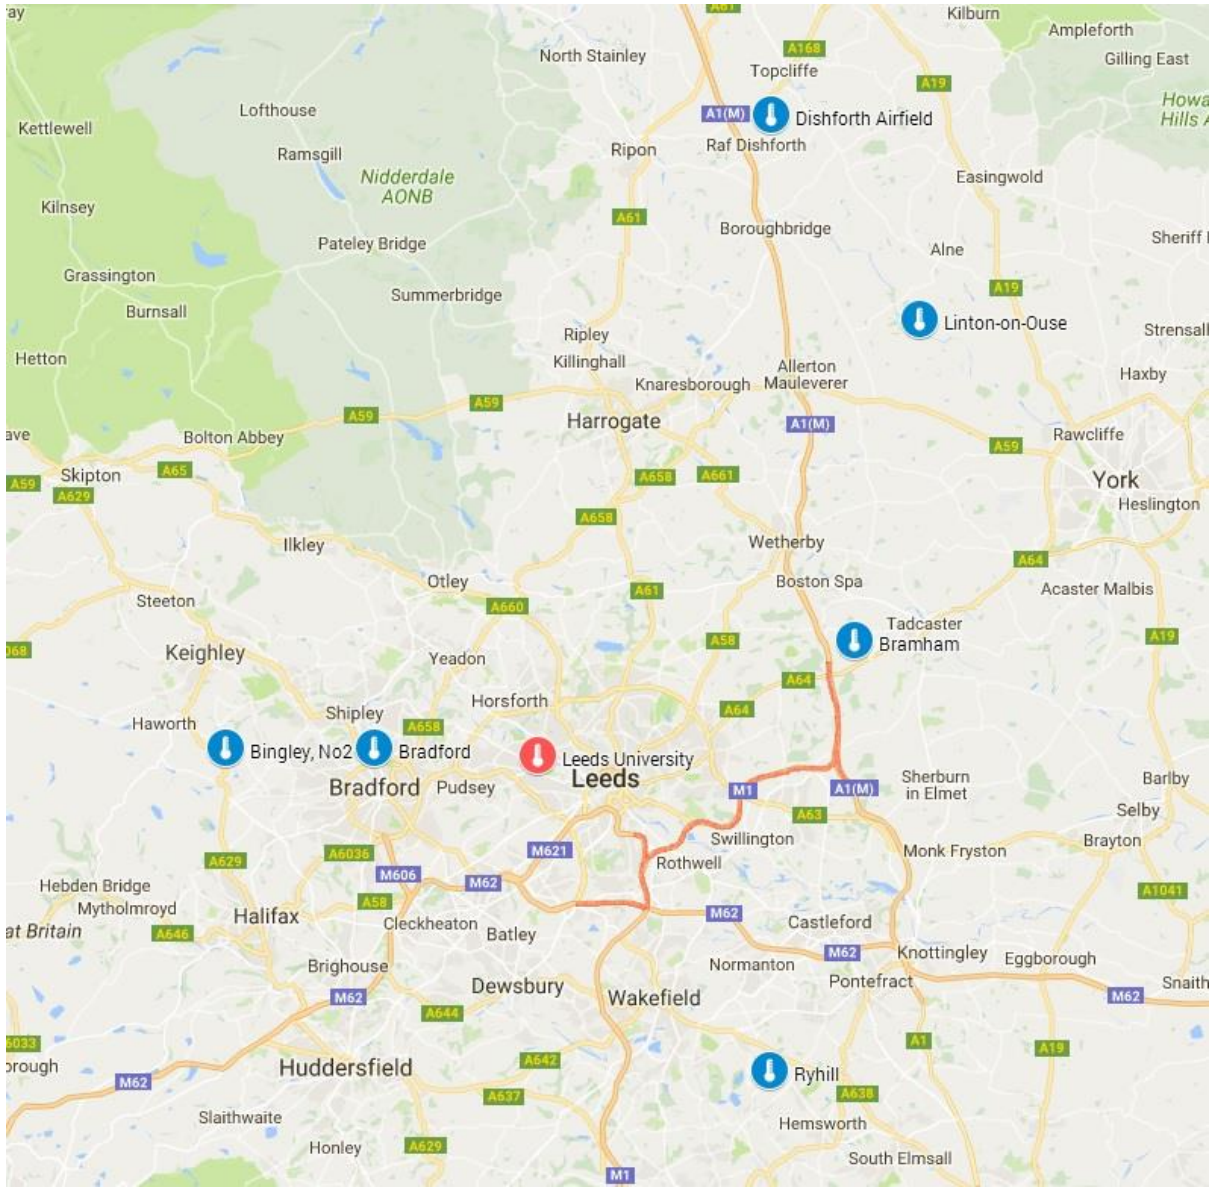 ray
A61
Kilburn
Ampleforth
North Stainley
A168
Gilling East
Topcliffe
A19
Lofthouse
Howa
Hills A
Kettlewell
A1(M)
Dishforth Airfield
Ramsgill
Ripon
Raf Dishforth
Nidderdale
AONB
Easingwold
Kilnsey
A61
Pateley Bridge
Boroughbridge
Sheriff
Alne
Grassington
Summerbridge
A19
Burnsall
Linton-on-Ouse
Ripley
Strensall
Hetton
Killinghall
Allerton
Mauleverer
Haxby
Knaresborough
A59
A59
Harrogate
A1(M)
ave
Bolton Abbey
Rawcliffe
A59
Skipton
A65
A59
A629
A658
A661
York
Heslington
A658
Ilkley
Wetherby
A64
Otley
Boston Spa
Acaster Malbis
Steeton
A660
A61
Tadcaster
A19
068
Keighley
Yeadon
A58
Bramham
A64
Horsforth
A64
Haworth
Shipley
A658
Bingley, No2
Bradford
Leeds University
Bradford
Pudsey
Leeds
M1
A1(M)
Sherburn
in Elmet
Barlby
Selby
A63
Swillington
Brayton
A629
A6036
M621
Rothwell
Monk Fryston
M606
M62
Hebden Bridge
A1041
Mytholmroyd
Halifax
A58
Cleckheaton
M62
Castleford
at Britain
A646
Batley
Knottingley
M62
Eggborough
Brighouse
Normanton
Pontefract
Dewsbury
Wakefield
Snaith
M62
M62
A644
6033
orough
A642
A1
A19
Huddersfield
M62
Ryhill
A637
A638
Slaithwaite
Hemsworth
Honley
A629
South Elmsall
M1